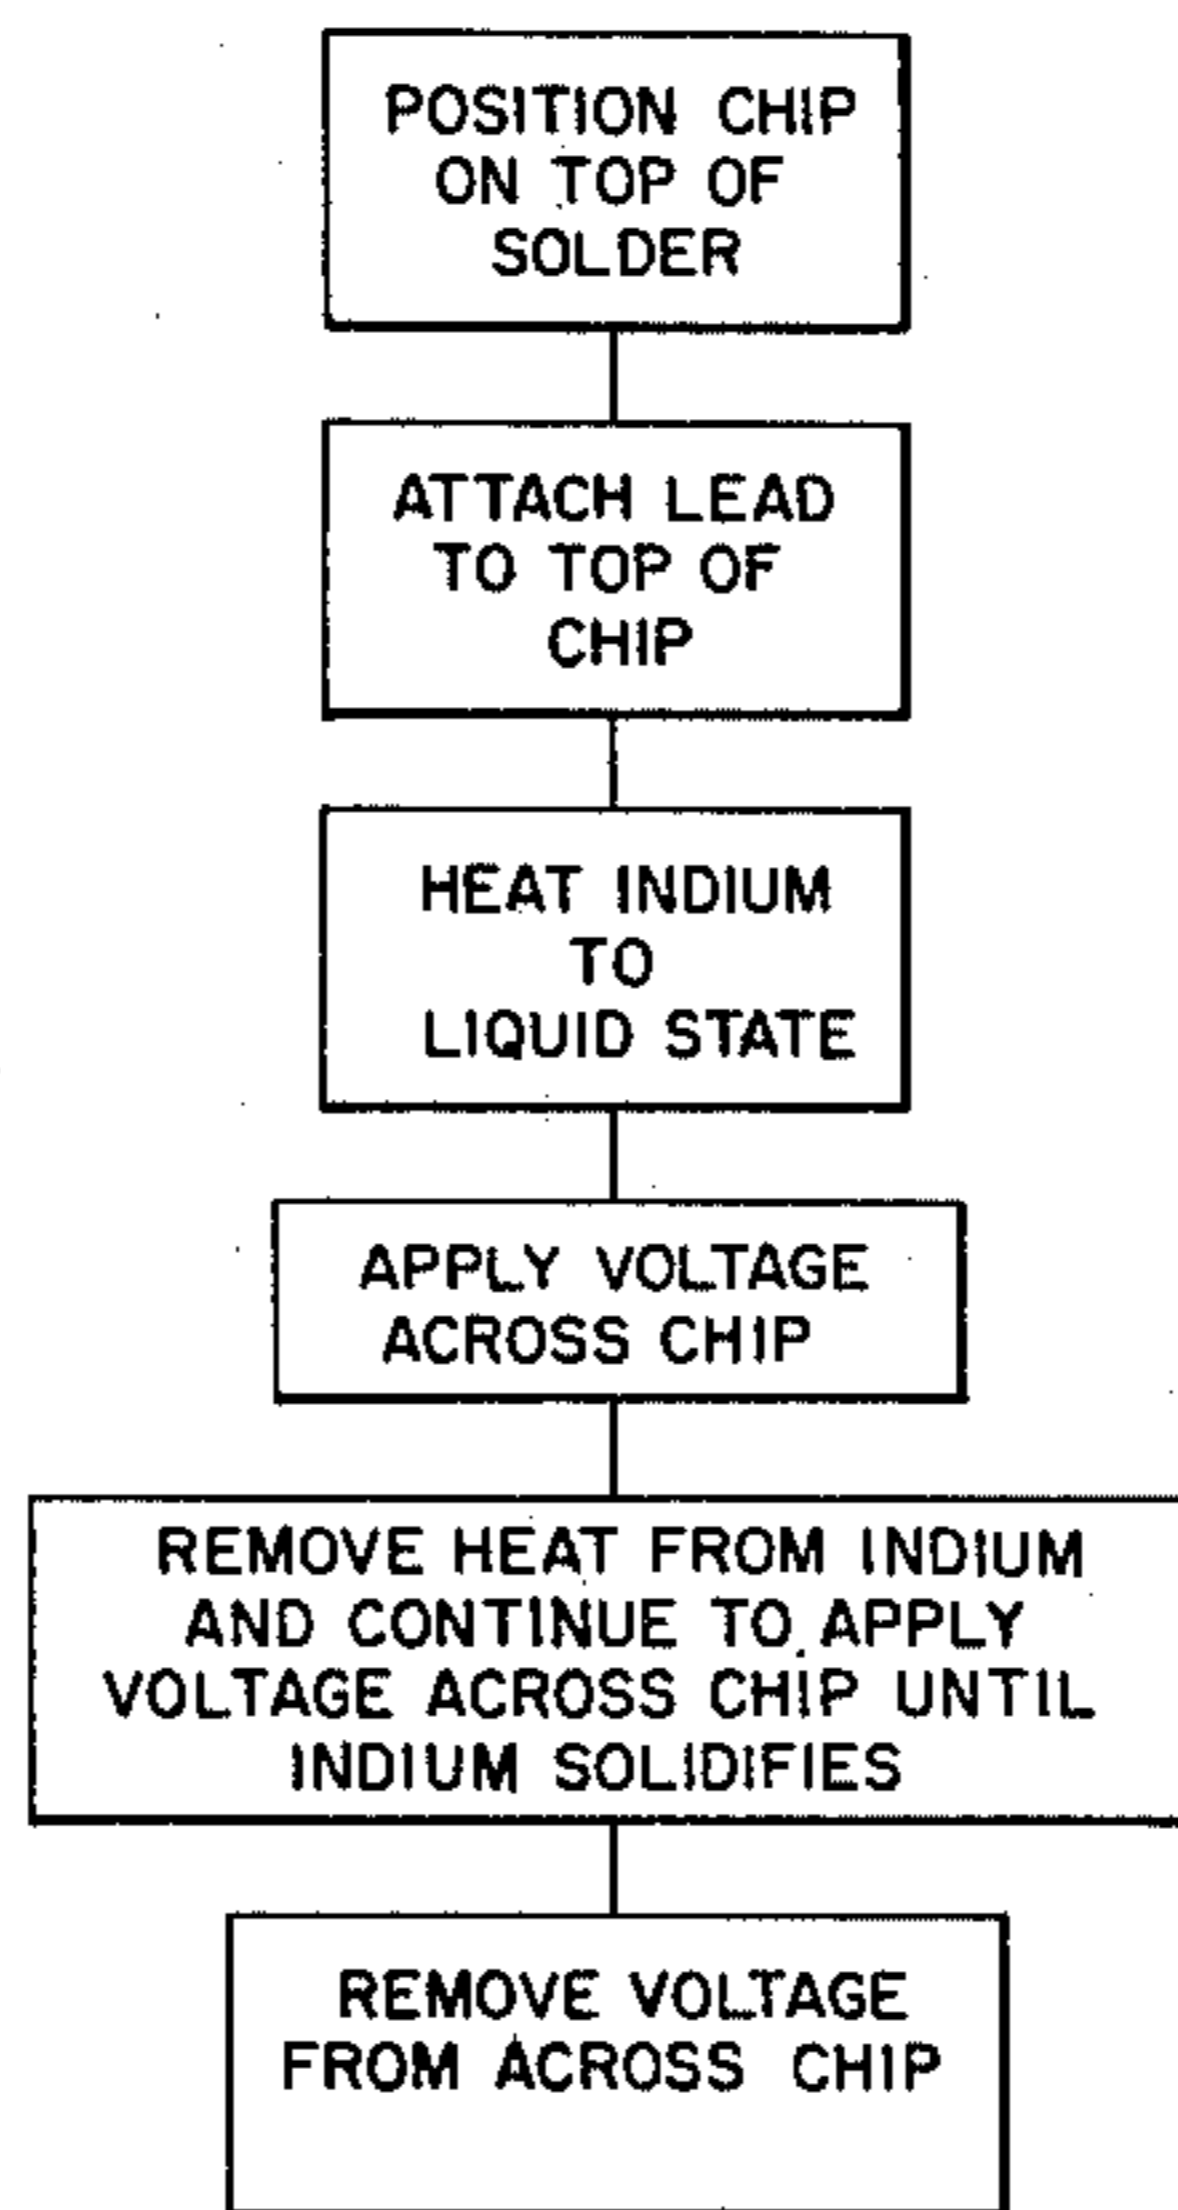 POSITION CHIP
ON TOP OF
SOLDER
ATTACH LEAD
TO TOP OF
CHIP
HEAT INDIUM
TO
LIQUID STATE
APPLY VOLTAGE
ACROSS CHIP
REMOVE HEAT FROM INDIUM
AND CONTINUE TO APPLY
VOLTAGE ACROSS CHIP UNTIL
INDIUM SOLIDIFIES
REMOVE VOLTAGE
FROM ACROSS CHIP